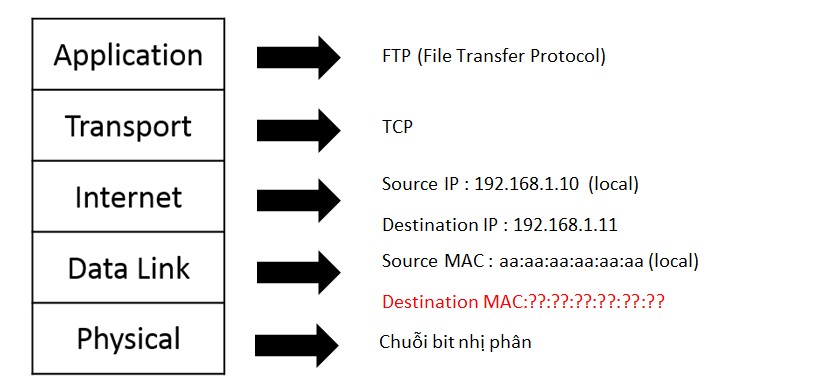 Application
FTP (File Transfer Protocol)
Transport
TCP
Internet
Source IP : 192.168.1.10 (local)
Destination IP : 192.168.1.11
Data Link
Source MAC : aa:aa:aa:aa:aa:aa (local)
Destination MAC:??:??:??:??:??:??
Physical
Chuỗi bit nhị phân